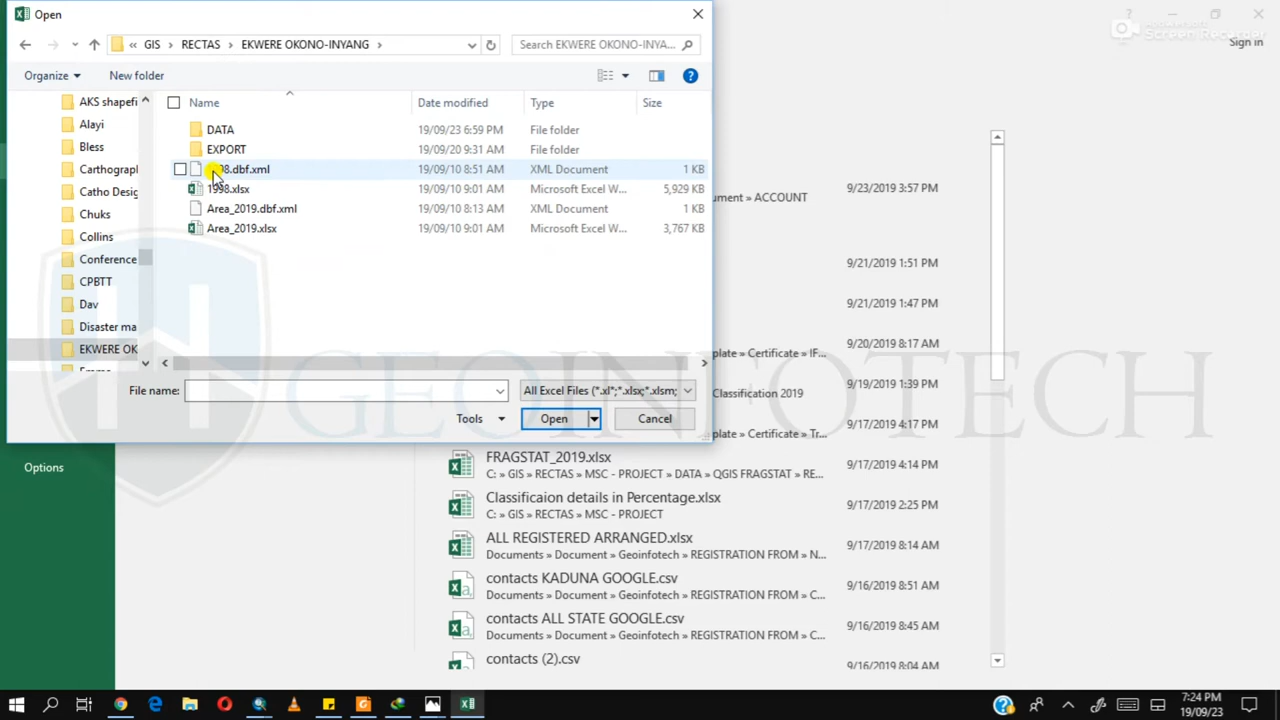 Open
Sign in
GIS
RECTAS
EKWERE OKONO-INYANG
Search EKWERE OKONO-INYA...
Organize
New folder
AKS shapefi
Alayi
Bless
Carthograpl
Catho Desig
Chuks
Collins
Conference
CPBTT
Dav
Disaster ma
EKWERE OK
Name
Date modified
Type
Size
DATA
19/09/23 6:59 PM
File folder
EXPORT
19/09/20 9:31 AM
File folder
98.dbf.xml
19/09/10 8:51 AM
XML Document
1 KB
1998.xlsx
19/09/10 9:01 AM
Microsoft Excel W...
5,929 KB
Area_2019.dbf.xml
19/09/10 8:13 AM
XML Document
1 KB
Area_2019.xlsx
19/09/10 9:01 AM
Microsoft Excel W...
3,767 KB
File name:
All Excel Files (*.xl*;*.xlsx;*.xlsm;
Tools
Open
Cancel
9/23/2019 3:57 PM
ument » ACCOUNT
9/21/2019 1:51 PM
9/21/2019 1:47 PM
plate » Certificate » IF...
9/20/2019 8:17 AM
Classification 2019
9/19/2019 1:39 PM
plate » Certificate » Tr...
9/17/2019 4:17 PM
GEOINFOTECH
Options
FRAGSTAT_2019.xlsx
C: » GIS » RECTAS » MSC - PROJECT » DATA » QGIS FRAGSTAT » RE...
9/17/2019 4:14 PM
Classificaion details in Percentage.xlsx
C: » GIS » RECTAS » MSC - PROJECT
9/17/2019 2:25 PM
ALL REGISTERED ARRANGED.xlsx
Documents » Document » Geoinfotech » REGISTRATION FROM » N...
9/17/2019 8:14 AM
contacts KADUNA GOOGLE.csv
Documents » Document » Geoinfotech » REGISTRATION FROM » C...
9/16/2019 8:51 AM
contacts ALL STATE GOOGLE.csv
Documents » Document » Geoinfotech » REGISTRATION FROM » C...
9/16/2019 8:45 AM
contacts (2).csv
9/16/2019 8:04 AM
7:24 PM
19/09/23